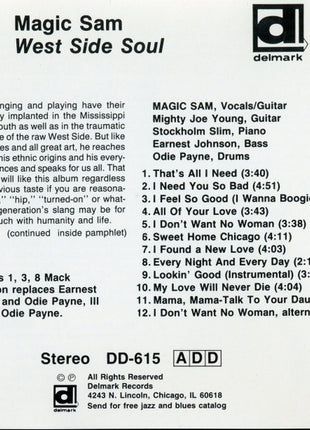 Magic Sam
West Side Soul
delmark
nging and playing have their
y implanted in the Mississippi
outh as well as in the traumatic
e of the raw West Side. But like
es and all great art, he reaches
his ethnic origins and his every-
ences and speaks for us all. That
will like this album regardless
vious taste if you are reasona-
" "hip," "turned-on" or what-
generation's slang may be for
uch with humanity and life.
(continued inside pamphlet)
s 1, 3, 8 Mack
on replaces Earnest
and Odie Payne, III
Odie Payne.
MAGIC SAM, Vocals/Guitar
Mighty Joe Young, Guitar
Stockholm Slim, Piano
Earnest Johnson, Bass
Odie Payne, Drums
1. That's All I Need (3:40)
2. I Need You So Bad (4:51)
3. I Feel So Good (I Wanna Boogie
4. All Of Your Love (3:43)
5. I Don't Want No Woman (3:38)
6. Sweet Home Chicago (4:11)
7. I Found a New Love (4:03)
8. Every Night And Every Day (2:
9. Lookin' Good (Instrumental) (3:
10. My Love Will Never Die (4:04)
11. Mama, Mama-Talk To Your Dau
12. I Don't Want No Woman, altern
Stereo DD-615 ADD
© ℗ All Rights Reserved
Delmark Records
4243 N. Lincoln, Chicago, IL 60618
Send for free jazz and blues catalog
delmark